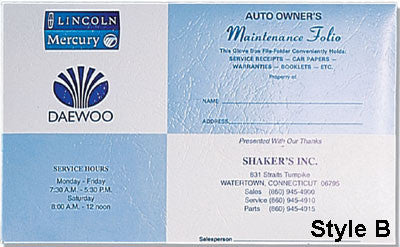 LINCOLN
Mercury
DAEWOO
SERVICE HOURS
Monday - Friday
7:30 A.M. - 5:30 P.M.
Saturday
8:00 A.M. - 12 noon
AUTO OWNER'S
Maintenance Folio
This Glove Box File-Folder Conveniently Holds:
SERVICE RECEIPTS — CAR PAPERS —
WARRANTIES — BOOKLETS — ETC.
Property of:
NAME
ADDRESS
Presented With Our Thanks
SHAKER'S INC.
831 Straits Turnpike
WATERTOWN, CONNECTICUT 06795
Sales (860) 945-4900
Service (860) 945-4910
Parts (860) 945-4915
Salesperson
Style B